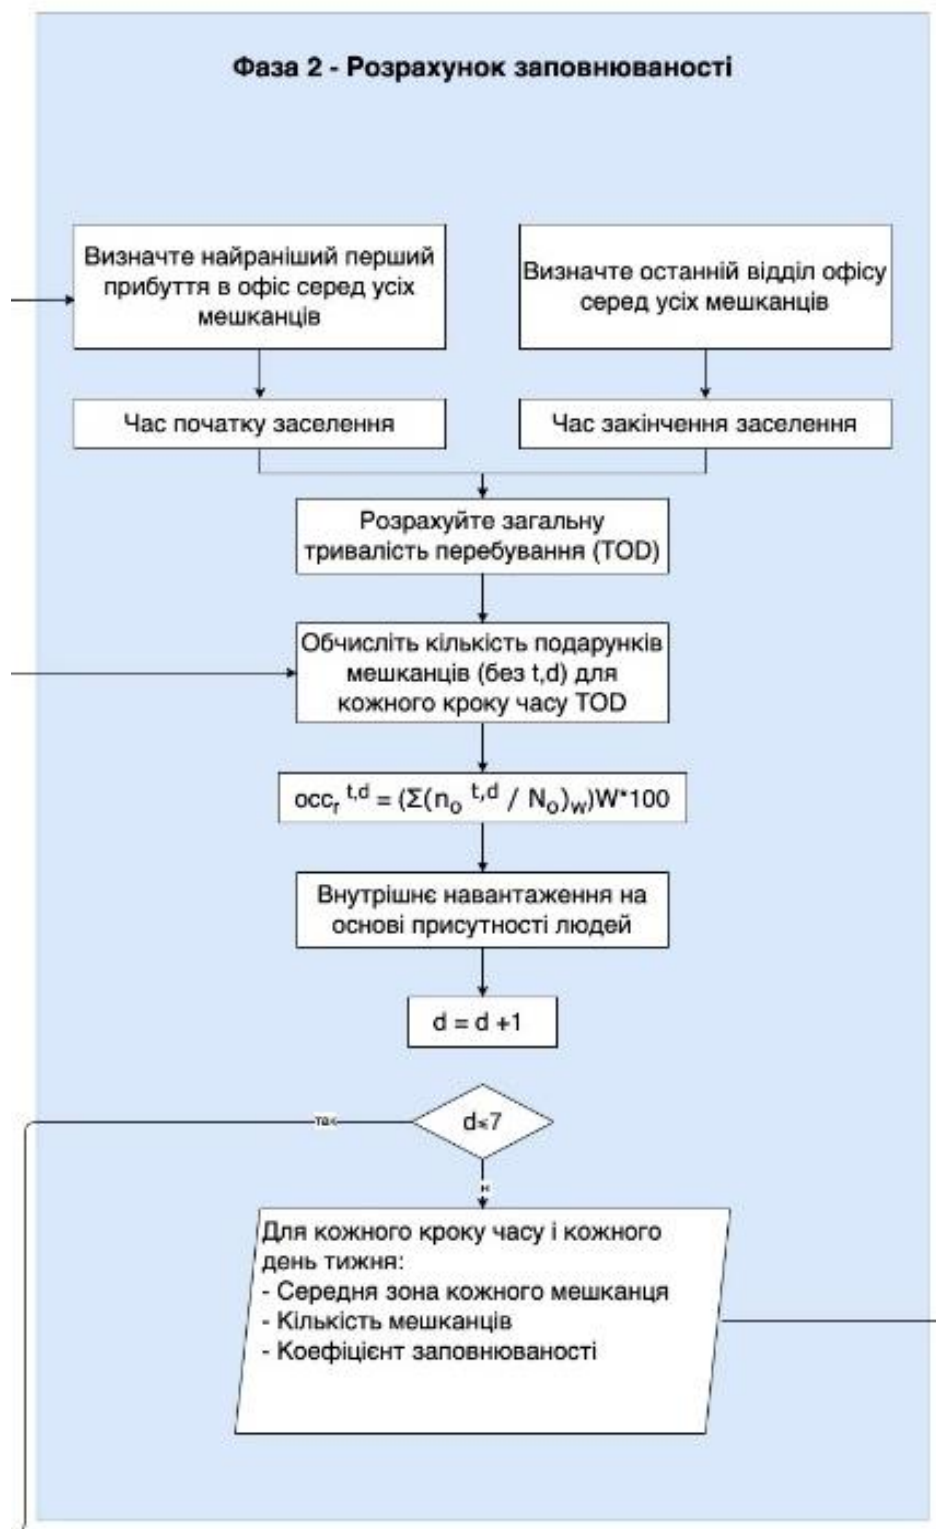 Фаза 2 - Розрахунок заповнюваності
Визначте найраніший перший
прибуття в офіс серед усіх
мешканців
Визначте останній відділ офісу
серед усіх мешканців
Час початку заселення
Час закінчення заселення
Розрахуйте загальну
тривалість перебування (TOD)
Обчисліть кількість подарунків
мешканців (без t,d) для
кожного кроку часу TOD
occᵣ ᵗ,ᵈ = (Σ(nₒ ᵗ,ᵈ / Nₒ)w)W*100
Внутрішнє навантаження на
основі присутності людей
d = d +1
d≤7
так
Для кожного кроку часу і кожного
день тижня:
- Середня зона кожного мешканця
- Кількість мешканців
- Коефіцієнт заповнюваності